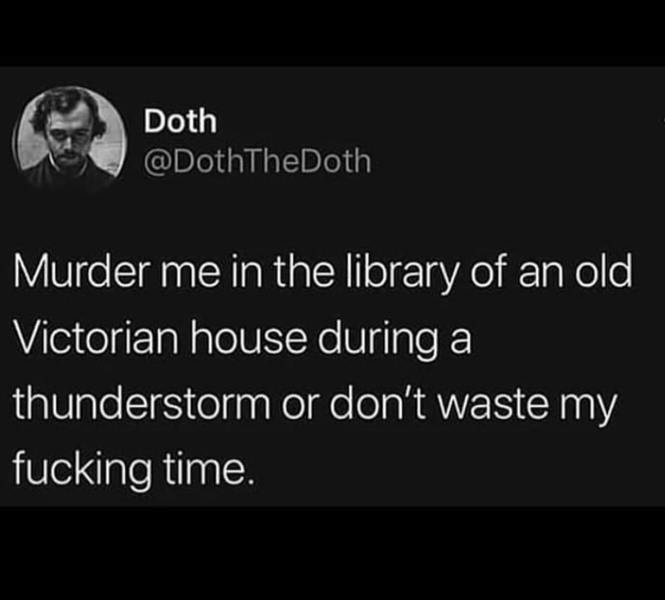 Doth
@DothTheDoth
Murder me in the library of an old
Victorian house during a
thunderstorm or don't waste my
fucking time.